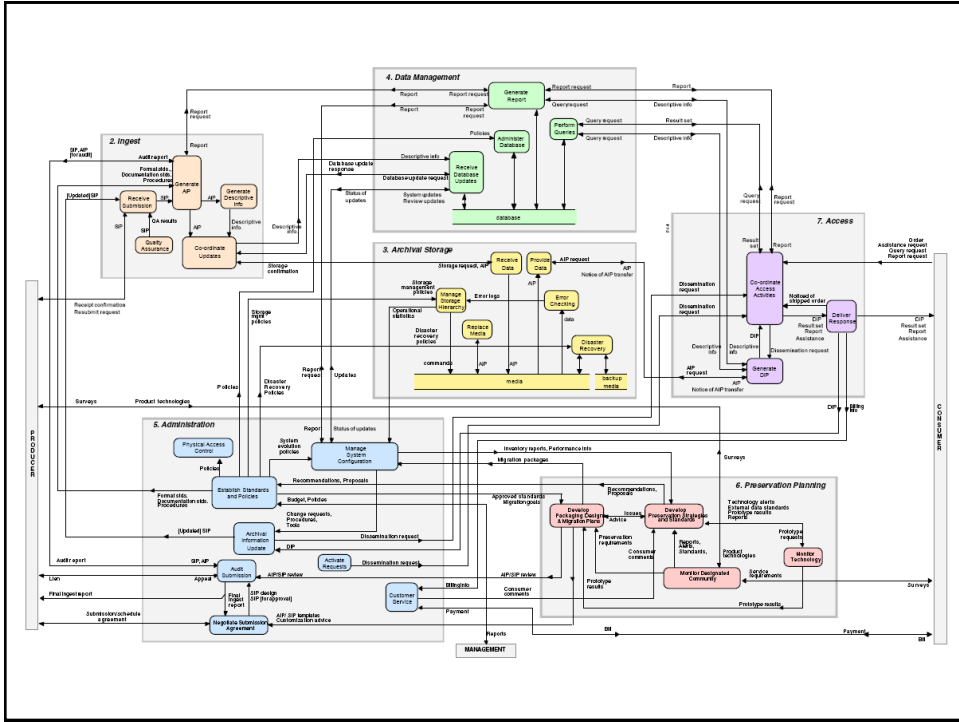 4. Data Management
Generate
Report
Report
Report request
Report
Report
request
Report request
Report
Query request
Descriptive info
Report
request
Perform
Queries
Query request
Result set
Query request
Descriptive info
Policies
Administer
Database
Descriptive info
Database update
response
Database update request
Receive
Database
Updates
Status of
updates
System updates
Review updates
database
2. Ingest
Report
Report
request
SIP, AIP
[for audit]
Audit report
Format stds.
Documentation stds.
Procedures
[Updated] SIP
Generate
AIP
Generate
Descriptive
Info
Receive
Submission
SIP
AIP
SIP
SIP
QA results
Quality
Assurance
AIP
Descriptive
info.
Co-ordinate
Updates
Descriptive
info.
Storage
confirmation
3. Archival Storage
Storage request, AIP
Receive
Data
Provide
Data
AIP request
AIP
Notice of AIP transfer
Storage
management
policies
Manage
Storage
Hierarchy
Error logs
Error
Checking
AIP
Operational
statistics
Replace
Media
data
Disaster
recovery
policies
Disaster
Recovery
commands
AIP
AIP
media
backup
media
7. Access
Query
request
Report
request
Result
set
Report
Order
Assistance request
Query request
Report request
Co-ordinate
Access
Activities
Dissemination
request
Dissemination
request
Notice of
shipped order
Deliver
Response
DIP
Result set
Report
Assistance
DIP
Result set
Report
Assistance
DIP
Descriptive
info
Descriptive
info
Dissemination request
Generate
DIP
AIP
request
AIP
Notice of AIP transfer
DIP
Billing
info
Receipt confirmation
Resubmit request
Storage
mgmt
policies
Policies
Disaster
Recovery
Policies
Report
request
Updates
Surveys
Product technologies
PRODUCER
CONSUMER
5. Administration
Report
Status of updates
Physical Access
Control
System
evolution
policies
Manage
System
Configuration
Policies
Inventory reports, Performance info
Migration packages
Surveys
Establish Standards
and Policies
Recommendations, Proposals
Format stds.
Documentation stds.
Procedures
Budget, Policies
Approved standards
Migration goals
Change requests,
Procedures,
Tools
[Updated] SIP
Archival
Information
Update
Dissemination request
DIP
Audit report
SIP, AIP
Audit
Submission
Activate
Requests
Dissemination request
Lien
Appeal
AIP/SIP review
AIP/SIP review
Final ingest report
Final
Ingest
report
SIP design
SIP [for approval]
Customer
Service
Billing info
Payment
Submission/schedule
agreement
Negotiate Submission
Agreement
AIP/ SIP templates
Customization advice
Reports
MANAGEMENT
6. Preservation Planning
Recommendations,
Proposals
Technology alerts
External data standards
Prototype results
Reports
Develop
Packaging Designs
& Migration Plans
Issues
Advice
Develop
Preservation Strategies
and Standards
Prototype
requests
Preservation
requirements
Consumer
comments
Reports,
Alerts,
Standards,
Product
technologies
Monitor
Technology
Service
requirements
Monitor Designated
Community
Prototype
results
Consumer
comments
Prototype results
Surveys
Bill
Payment
Bill